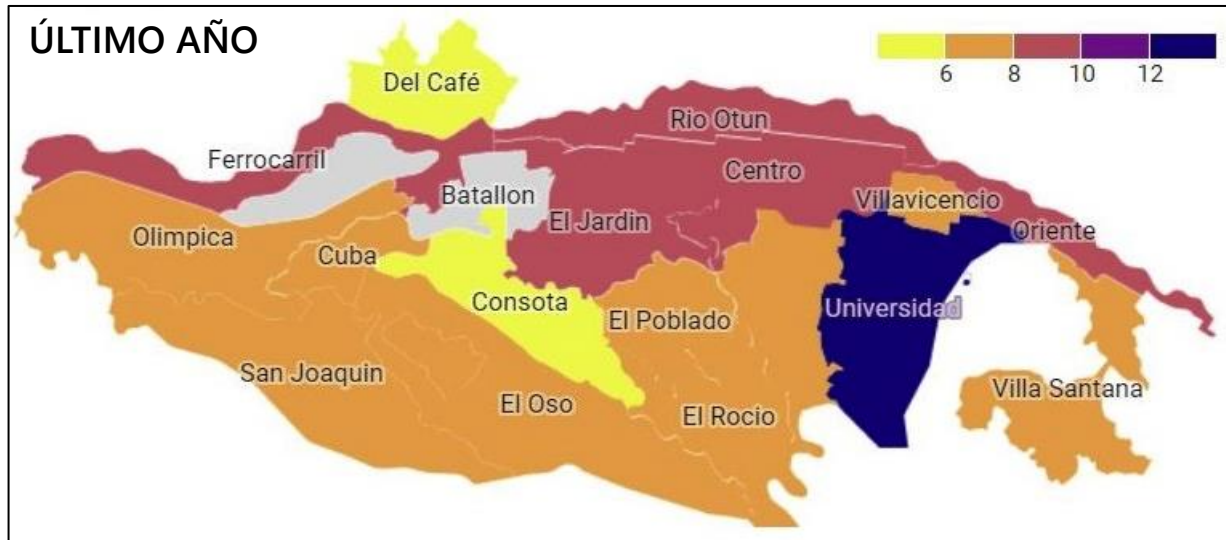 ÚLTIMO AÑO
6 8 10 12
Del Café
Rio Otun
Ferrocarril
Centro
Batallon
Villavicencio
El Jardin
Oriente
Olimpica
Cuba
Consota
Universidad
El Poblado
San Joaquin
Villa Santana
El Oso
El Rocio